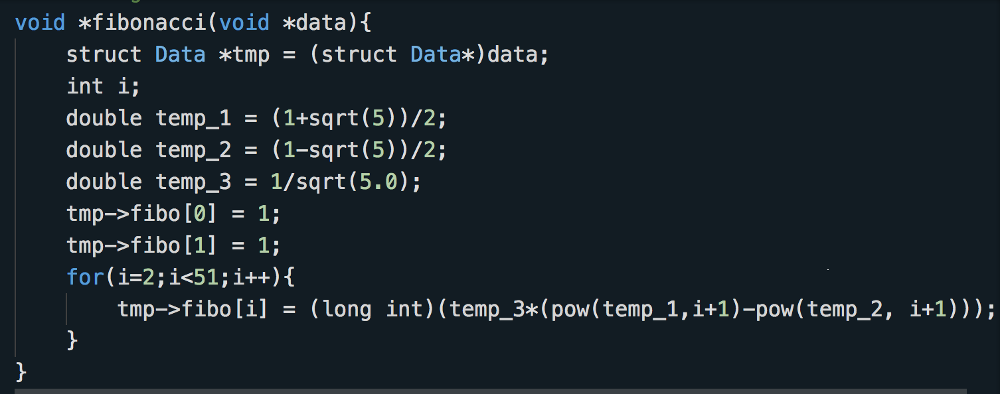 void *fibonacci(void *data){
    struct Data *tmp = (struct Data*)data;
    int i;
    double temp_1 = (1+sqrt(5))/2;
    double temp_2 = (1-sqrt(5))/2;
    double temp_3 = 1/sqrt(5.0);
    tmp->fibo[0] = 1;
    tmp->fibo[1] = 1;
    for(i=2;i<51;i++){
        tmp->fibo[i] = (long int)(temp_3*(pow(temp_1,i+1)-pow(temp_2, i+1)));
    }
}